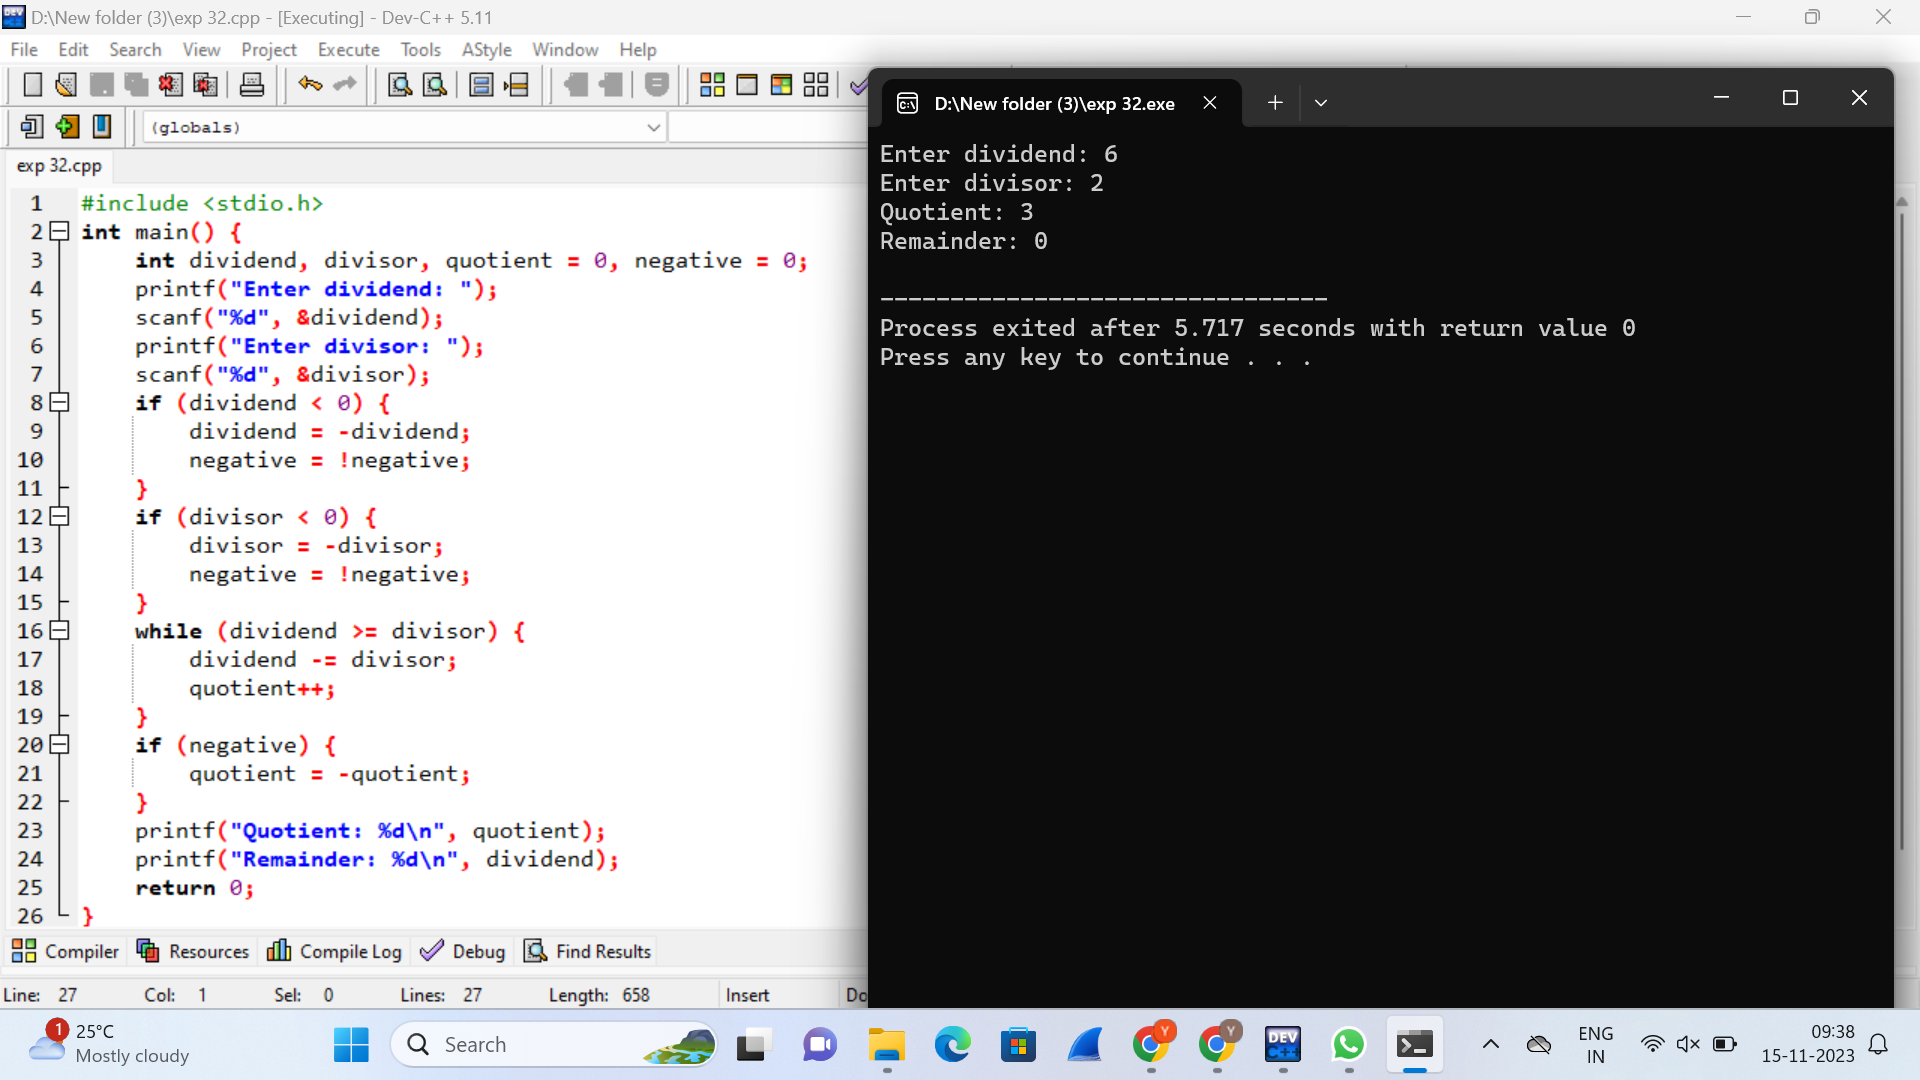 D:\New folder (3)\exp 32.cpp - [Executing] - Dev-C++ 5.11
File Edit Search View Project Execute Tools AStyle Window Help
(globals)
exp 32.cpp
1 #include <stdio.h>
2 int main() {
3 int dividend, divisor, quotient = 0, negative = 0;
4 printf("Enter dividend: ");
5 scanf("%d", &dividend);
6 printf("Enter divisor: ");
7 scanf("%d", &divisor);
8 if (dividend < 0) {
9 dividend = -dividend;
10 negative = !negative;
11 }
12 if (divisor < 0) {
13 divisor = -divisor;
14 negative = !negative;
15 }
16 while (dividend >= divisor) {
17 dividend -= divisor;
18 quotient++;
19 }
20 if (negative) {
21 quotient = -quotient;
22 }
23 printf("Quotient: %d\n", quotient);
24 printf("Remainder: %d\n", dividend);
25 return 0;
26 }
Compiler Resources Compile Log Debug Find Results
Line: 27 Col: 1 Sel: 0 Lines: 27 Length: 658 Insert Do
D:\New folder (3)\exp 32.exe
Enter dividend: 6
Enter divisor: 2
Quotient: 3
Remainder: 0
--------------------------------
Process exited after 5.717 seconds with return value 0
Press any key to continue . . .
1
25°C
Mostly cloudy
Search
Y
Y
DEV
C++
ENG
IN
09:38
15-11-2023